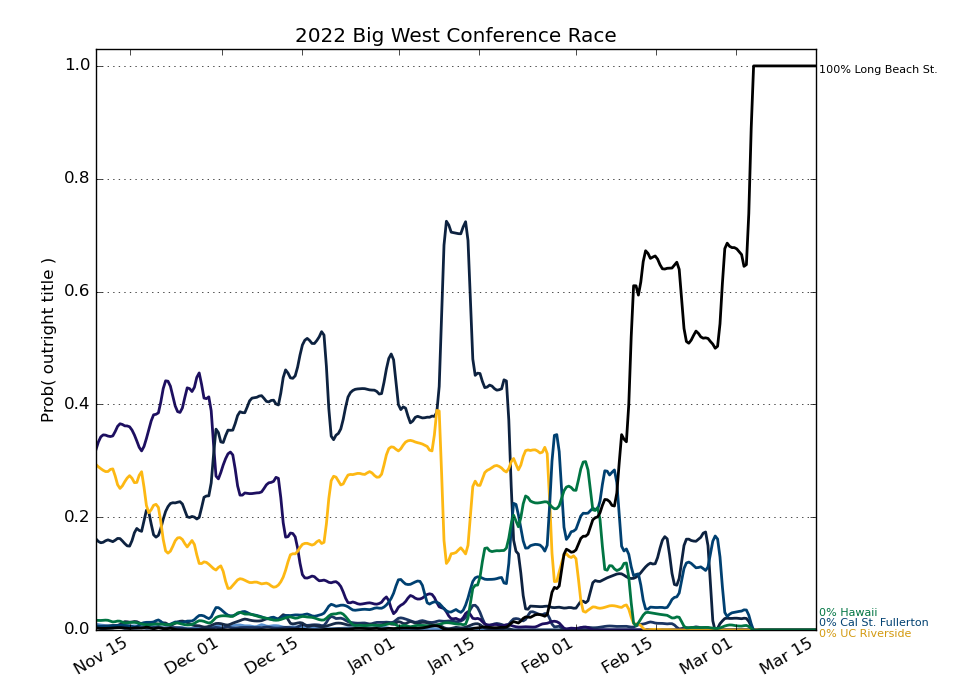 2022 Big West Conference Race
Prob( outright title )
1.0
0.8
0.6
0.4
0.2
0.0
100% Long Beach St.
0% Hawaii
0% Cal St. Fullerton
0% UC Riverside
Nov 15
Dec 01
Dec 15
Jan 01
Jan 15
Feb 01
Feb 15
Mar 01
Mar 15